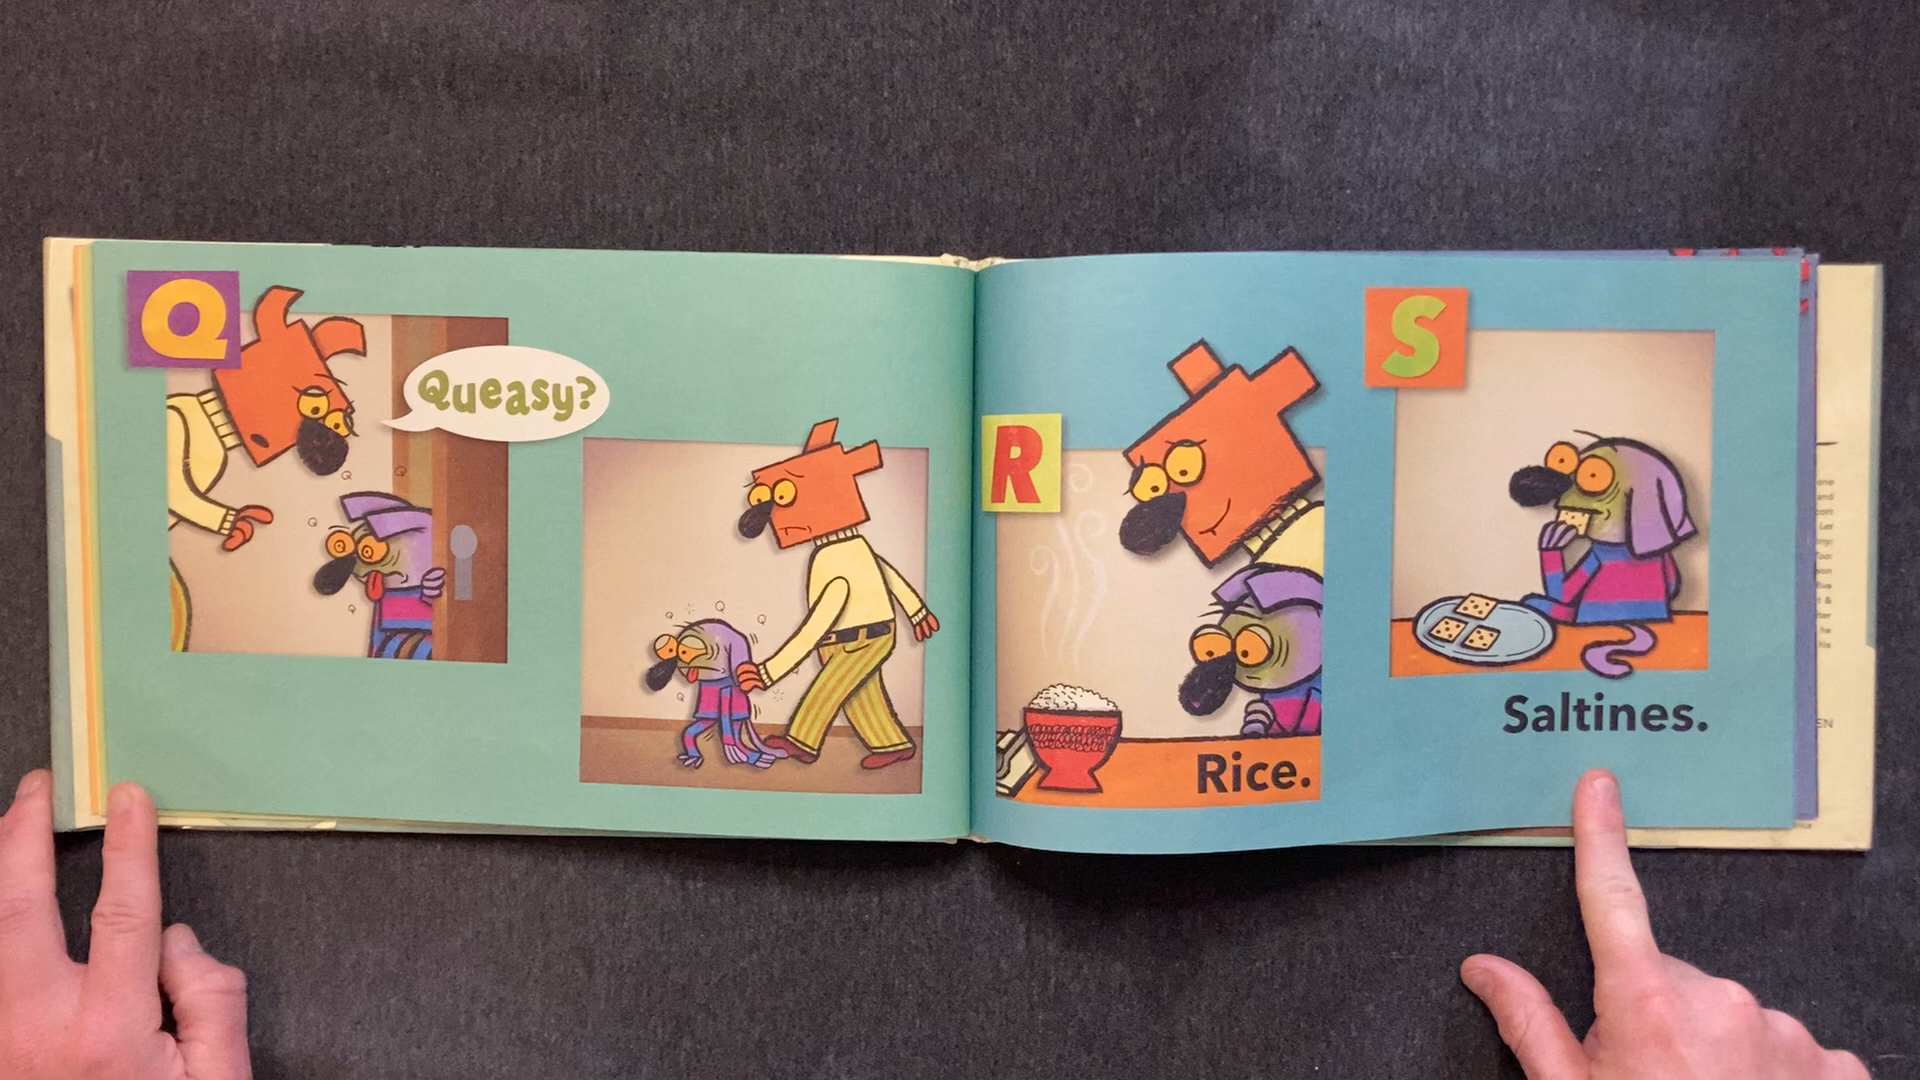 Q
Queasy?
R
Rice.
S
Saltines.